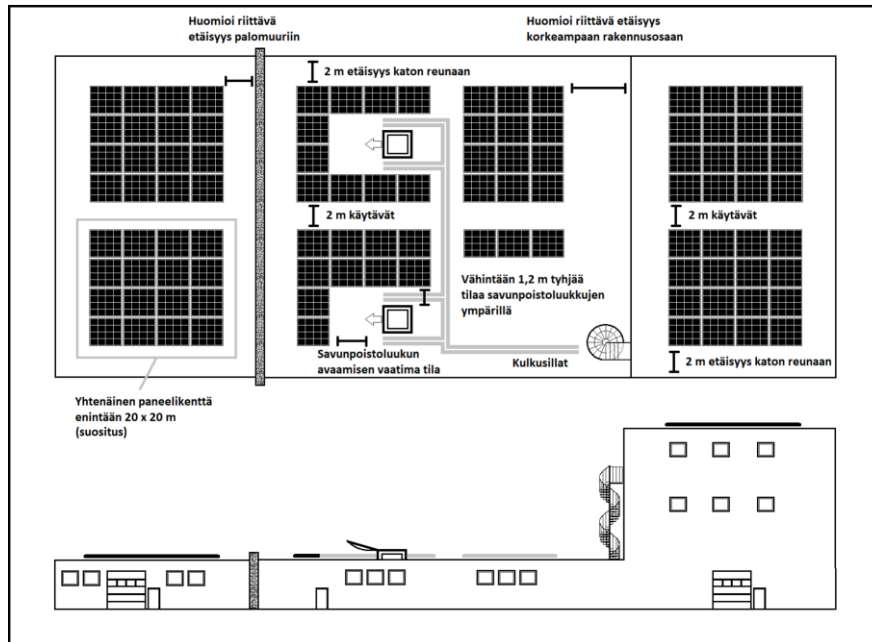 Huomioi riittävä
etäisyys palomuuriin
Huomioi riittävä etäisyys
korkeampaan rakennusosaan
2 m etäisyys katon reunaan
2 m käytävät
2 m käytävät
Vähintään 1,2 m tyhjää
tilaa savunpoistoluukkujen
ympärillä
Savunpoistoluukun
avaamisen vaatima tila
Kulkusillat
2 m etäisyys katon reunaan
Yhtenäinen paneelikenttä
enintään 20 x 20 m
(suositus)